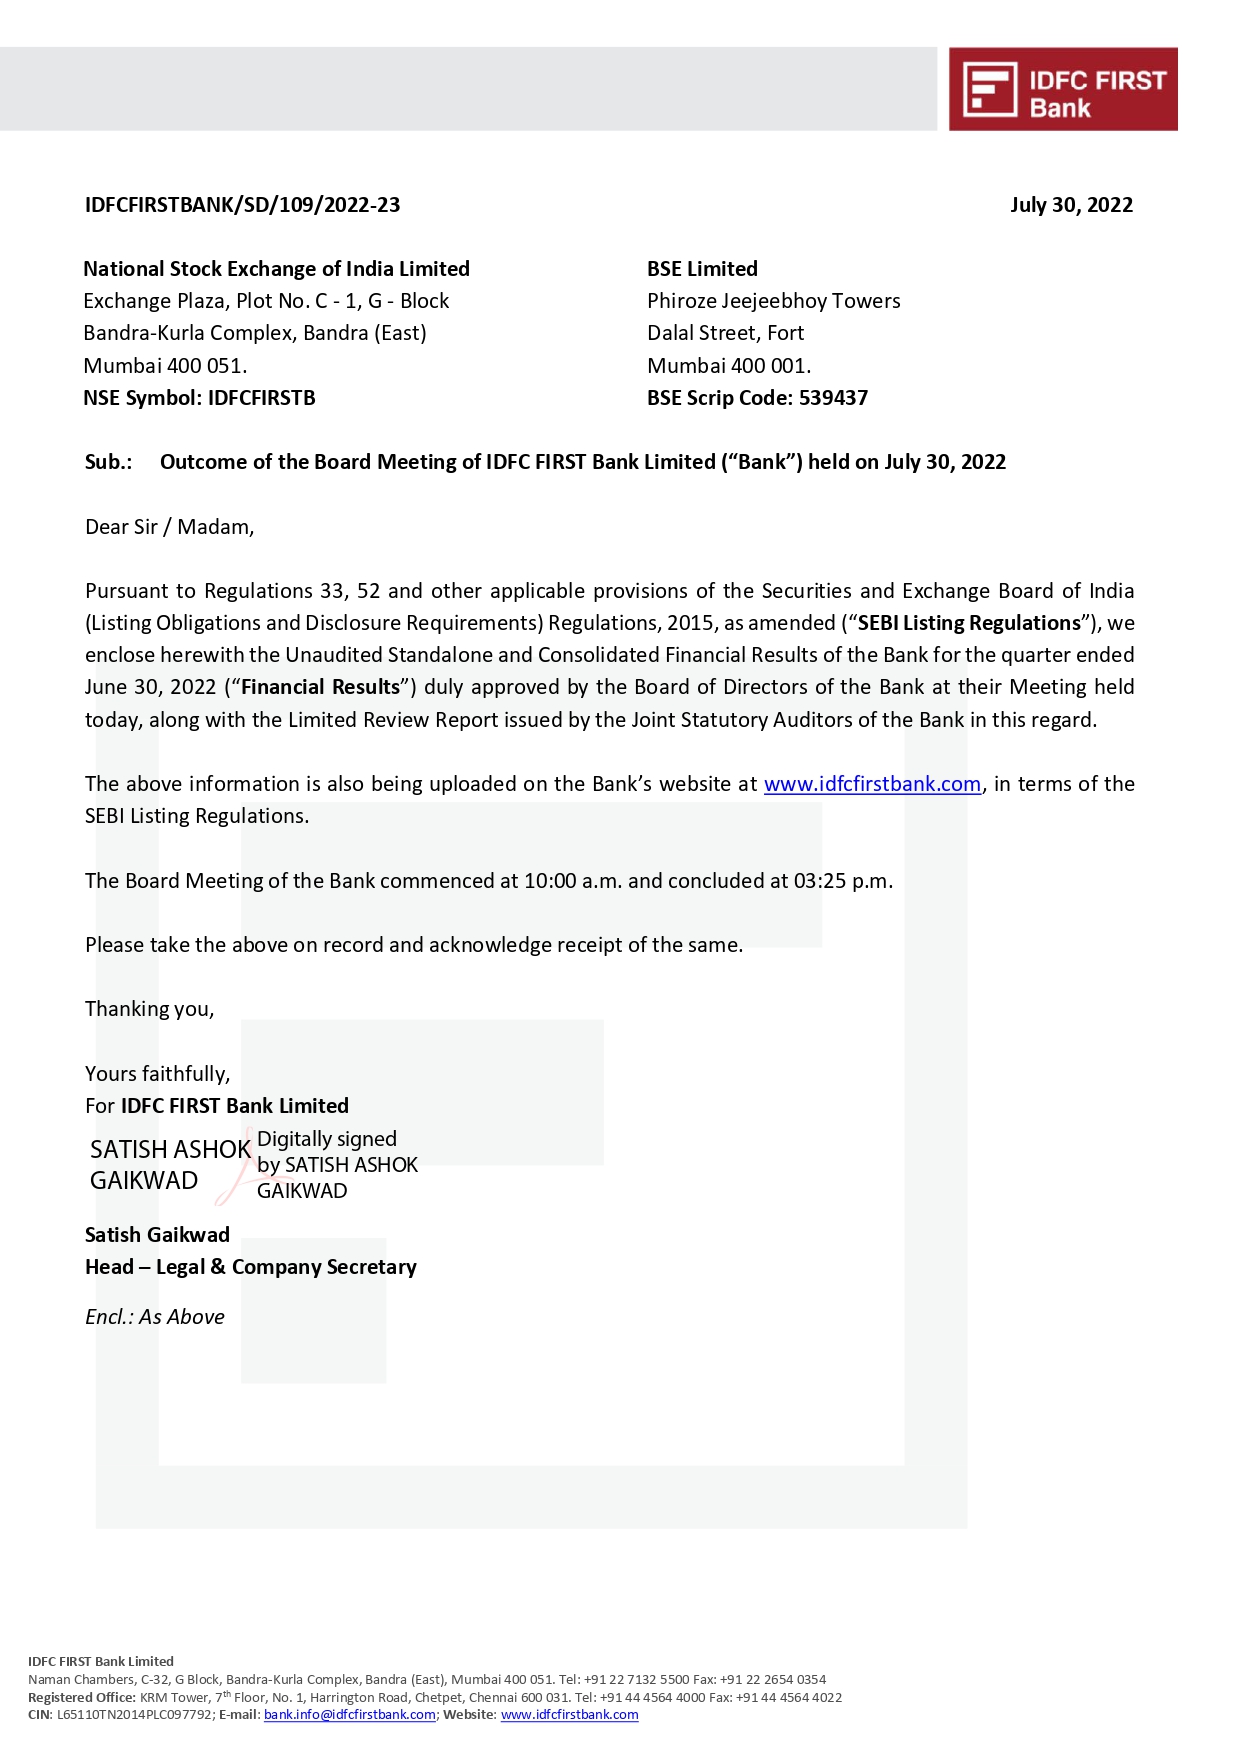 IDFC FIRST
Bank
IDFCFIRSTBANK/SD/109/2022-23 July 30, 2022
National Stock Exchange of India Limited
Exchange Plaza, Plot No. C - 1, G - Block
Bandra-Kurla Complex, Bandra (East)
Mumbai 400 051.
NSE Symbol: IDFCFIRSTB
BSE Limited
Phiroze Jeejeebhoy Towers
Dalal Street, Fort
Mumbai 400 001.
BSE Scrip Code: 539437
Sub.: Outcome of the Board Meeting of IDFC FIRST Bank Limited (“Bank”) held on July 30, 2022
Dear Sir / Madam,
Pursuant to Regulations 33, 52 and other applicable provisions of the Securities and Exchange Board of India
(Listing Obligations and Disclosure Requirements) Regulations, 2015, as amended (“SEBI Listing Regulations”), we
enclose herewith the Unaudited Standalone and Consolidated Financial Results of the Bank for the quarter ended
June 30, 2022 (“Financial Results”) duly approved by the Board of Directors of the Bank at their Meeting held
today, along with the Limited Review Report issued by the Joint Statutory Auditors of the Bank in this regard.
The above information is also being uploaded on the Bank’s website at www.idfcfirstbank.com, in terms of the
SEBI Listing Regulations.
The Board Meeting of the Bank commenced at 10:00 a.m. and concluded at 03:25 p.m.
Please take the above on record and acknowledge receipt of the same.
Thanking you,
Yours faithfully,
For IDFC FIRST Bank Limited
SATISH ASHOK
GAIKWAD
Digitally signed
by SATISH ASHOK
GAIKWAD
Satish Gaikwad
Head – Legal & Company Secretary
Encl.: As Above
IDFC FIRST Bank Limited
Naman Chambers, C-32, G Block, Bandra-Kurla Complex, Bandra (East), Mumbai 400 051. Tel: +91 22 7132 5500 Fax: +91 22 2654 0354
Registered Office: KRM Tower, 7th Floor, No. 1, Harrington Road, Chetpet, Chennai 600 031. Tel: +91 44 4564 4000 Fax: +91 44 4564 4022
CIN: L65110TN2014PLC097792; E-mail: bank.info@idfcfirstbank.com; Website: www.idfcfirstbank.com